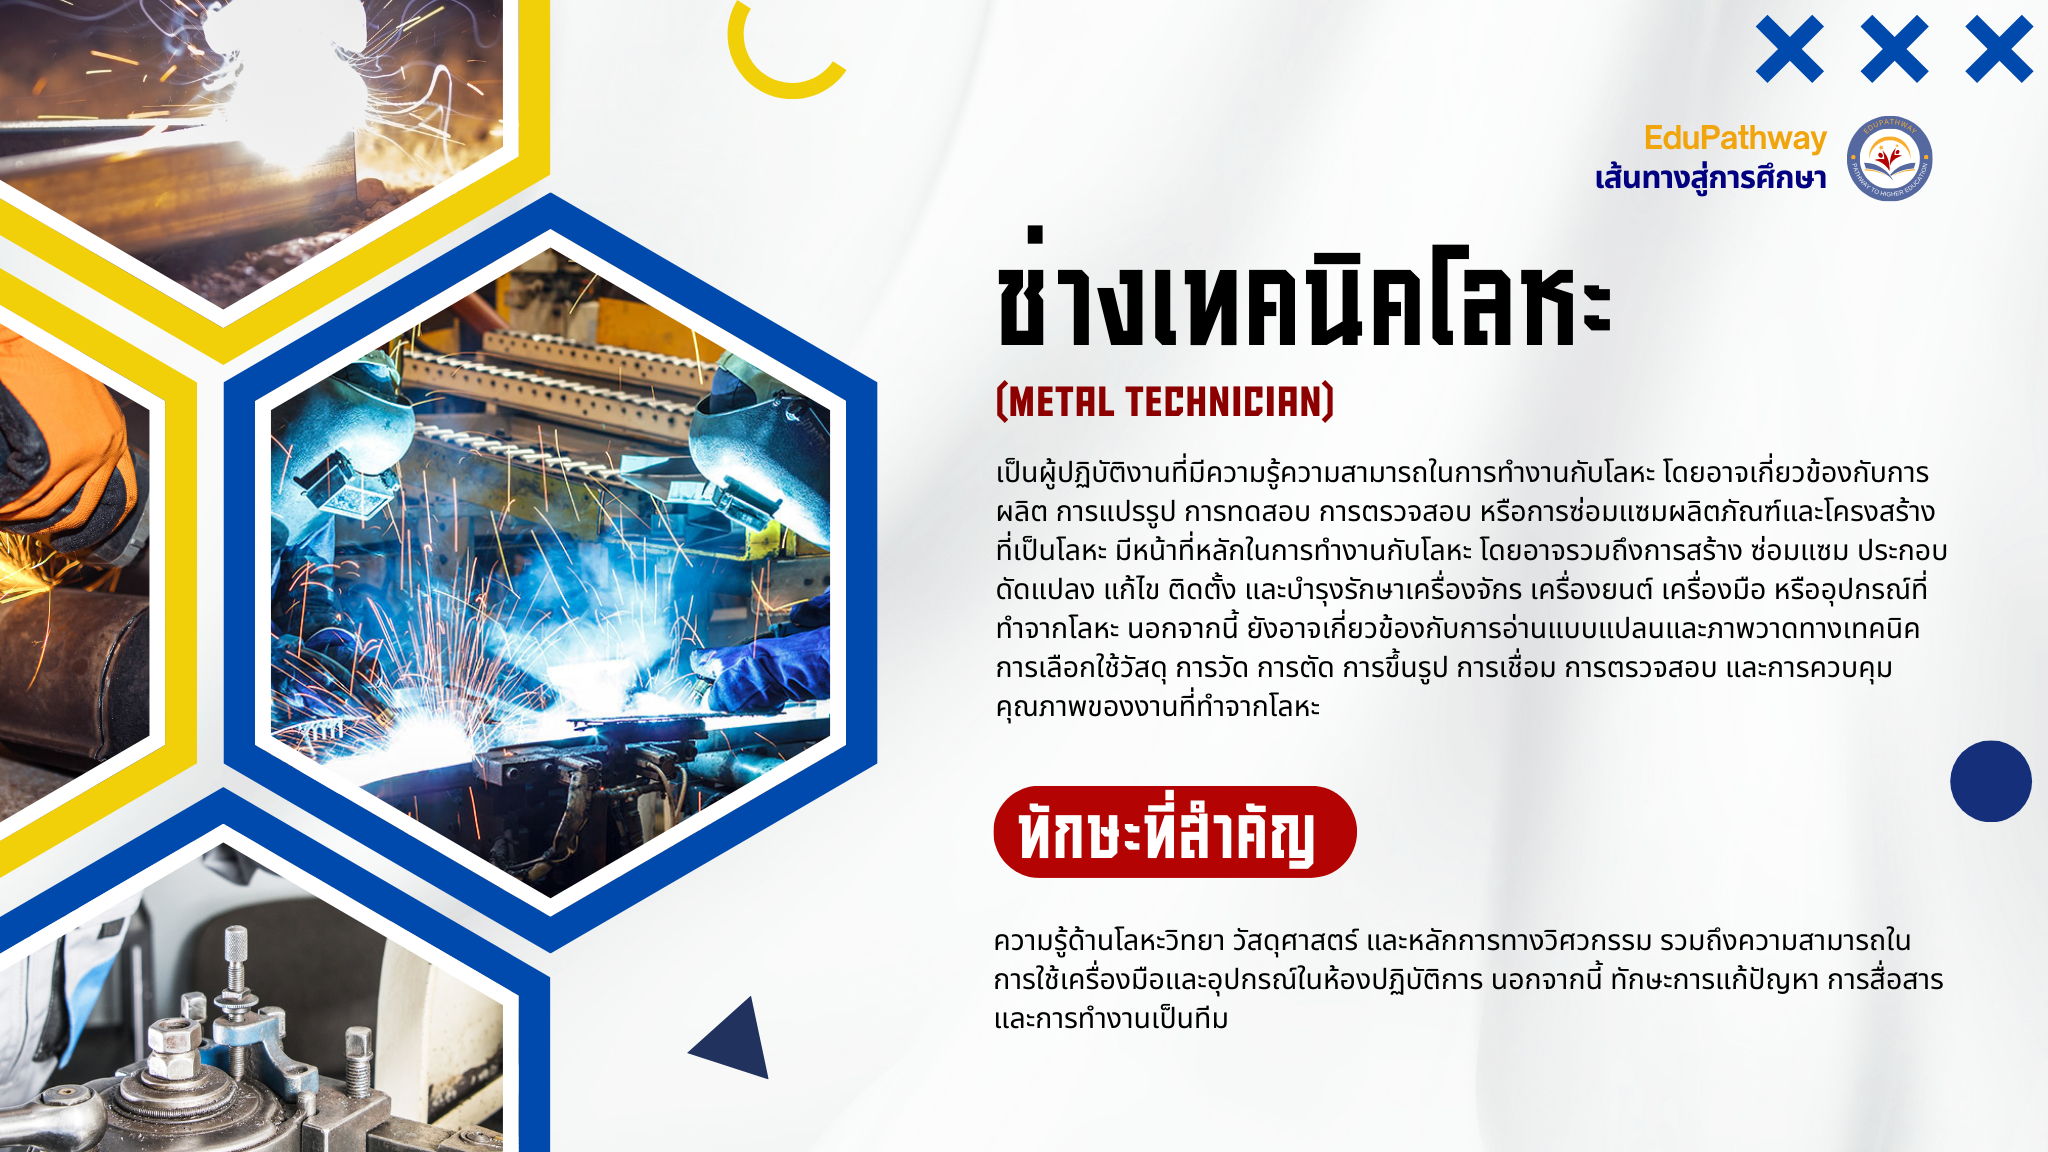 EduPathway
เส้นทางสู่การศึกษา
EDUPATHWAY
PATHWAY TO HIGHER EDUCATION
ช่างเทคนิคโลหะ
(METAL TECHNICIAN)
เป็นผู้ปฏิบัติงานที่มีความรู้ความสามารถในการทำงานกับโลหะ โดยอาจเกี่ยวข้องกับการ
ผลิต การแปรรูป การทดสอบ การตรวจสอบ หรือการซ่อมแซมผลิตภัณฑ์และโครงสร้าง
ที่เป็นโลหะ มีหน้าที่หลักในการทำงานกับโลหะ โดยอาจรวมถึงการสร้าง ซ่อมแซม ประกอบ
ดัดแปลง แก้ไข ติดตั้ง และบำรุงรักษาเครื่องจักร เครื่องยนต์ เครื่องมือ หรืออุปกรณ์ที่
ทำจากโลหะ นอกจากนี้ ยังอาจเกี่ยวข้องกับการอ่านแบบแปลนและภาพวาดทางเทคนิค
การเลือกใช้วัสดุ การวัด การตัด การขึ้นรูป การเชื่อม การตรวจสอบ และการควบคุม
คุณภาพของงานที่ทำจากโลหะ
ทักษะที่สำคัญ
ความรู้ด้านโลหะวิทยา วัสดุศาสตร์ และหลักการทางวิศวกรรม รวมถึงความสามารถใน
การใช้เครื่องมือและอุปกรณ์ในห้องปฏิบัติการ นอกจากนี้ ทักษะการแก้ปัญหา การสื่อสาร
และการทำงานเป็นทีม